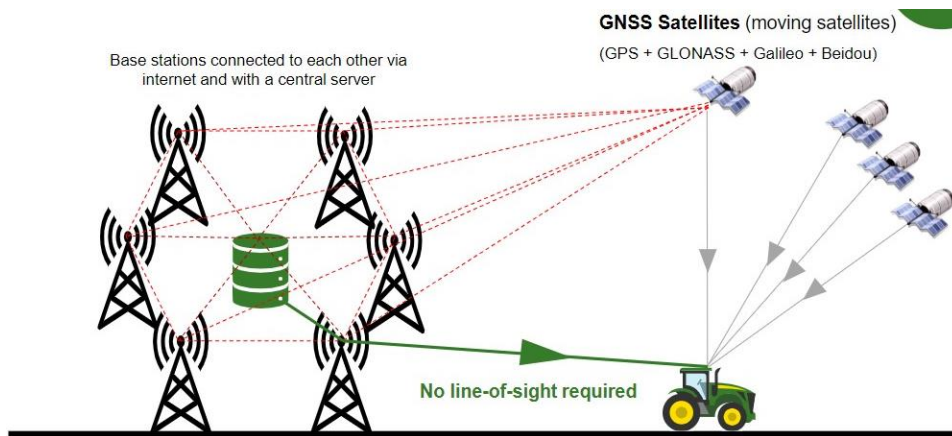 GNSS Satellites (moving satellites)
(GPS + GLONASS + Galileo + Beidou)
Base stations connected to each other via
internet and with a central server
No line-of-sight required